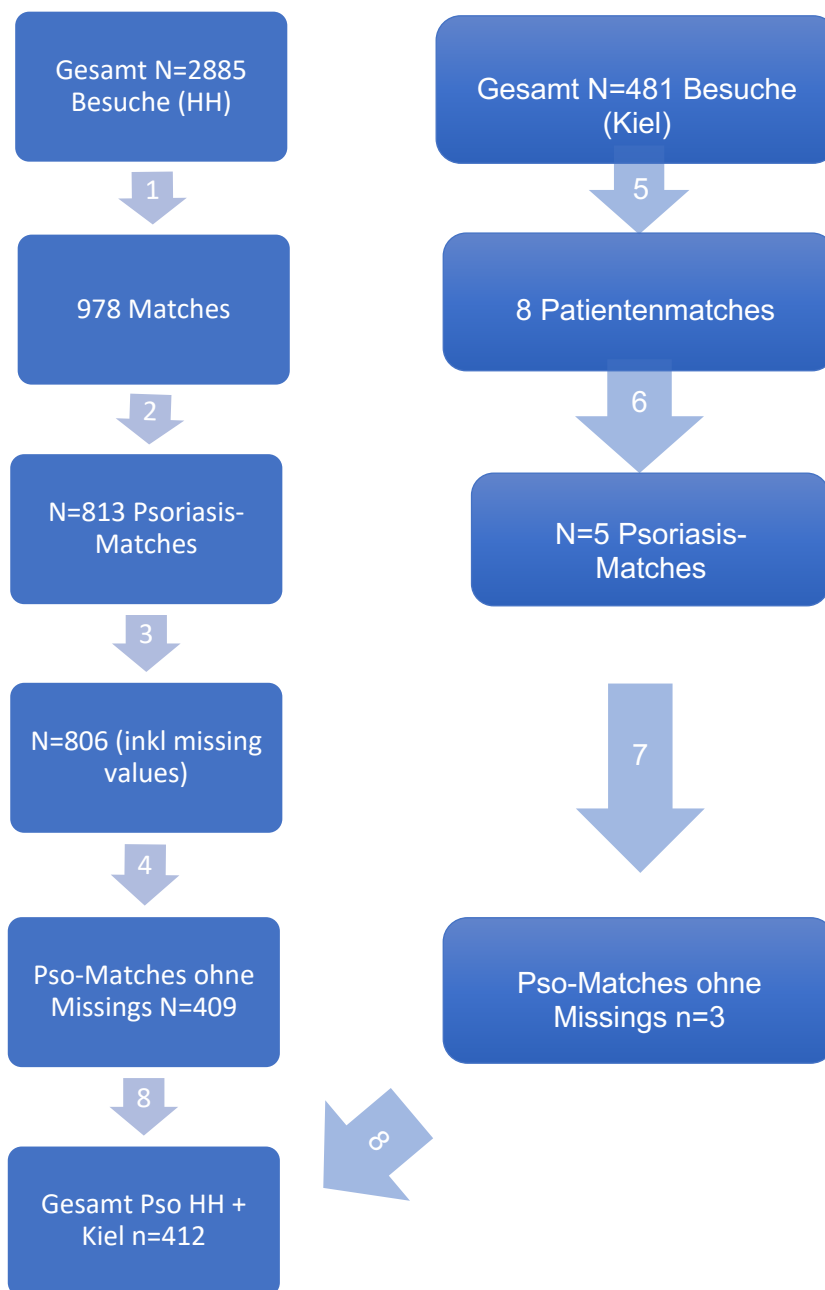 Gesamt N=2885
Besuche (HH)
1
978 Matches
2
N=813 Psoriasis-
Matches
3
N=806 (inkl missing
values)
4
Pso-Matches ohne
Missings N=409
8
Gesamt Pso HH +
Kiel n=412
Gesamt N=481 Besuche
(Kiel)
5
8 Patientenmatches
6
N=5 Psoriasis-
Matches
7
Pso-Matches ohne
Missings n=3
8